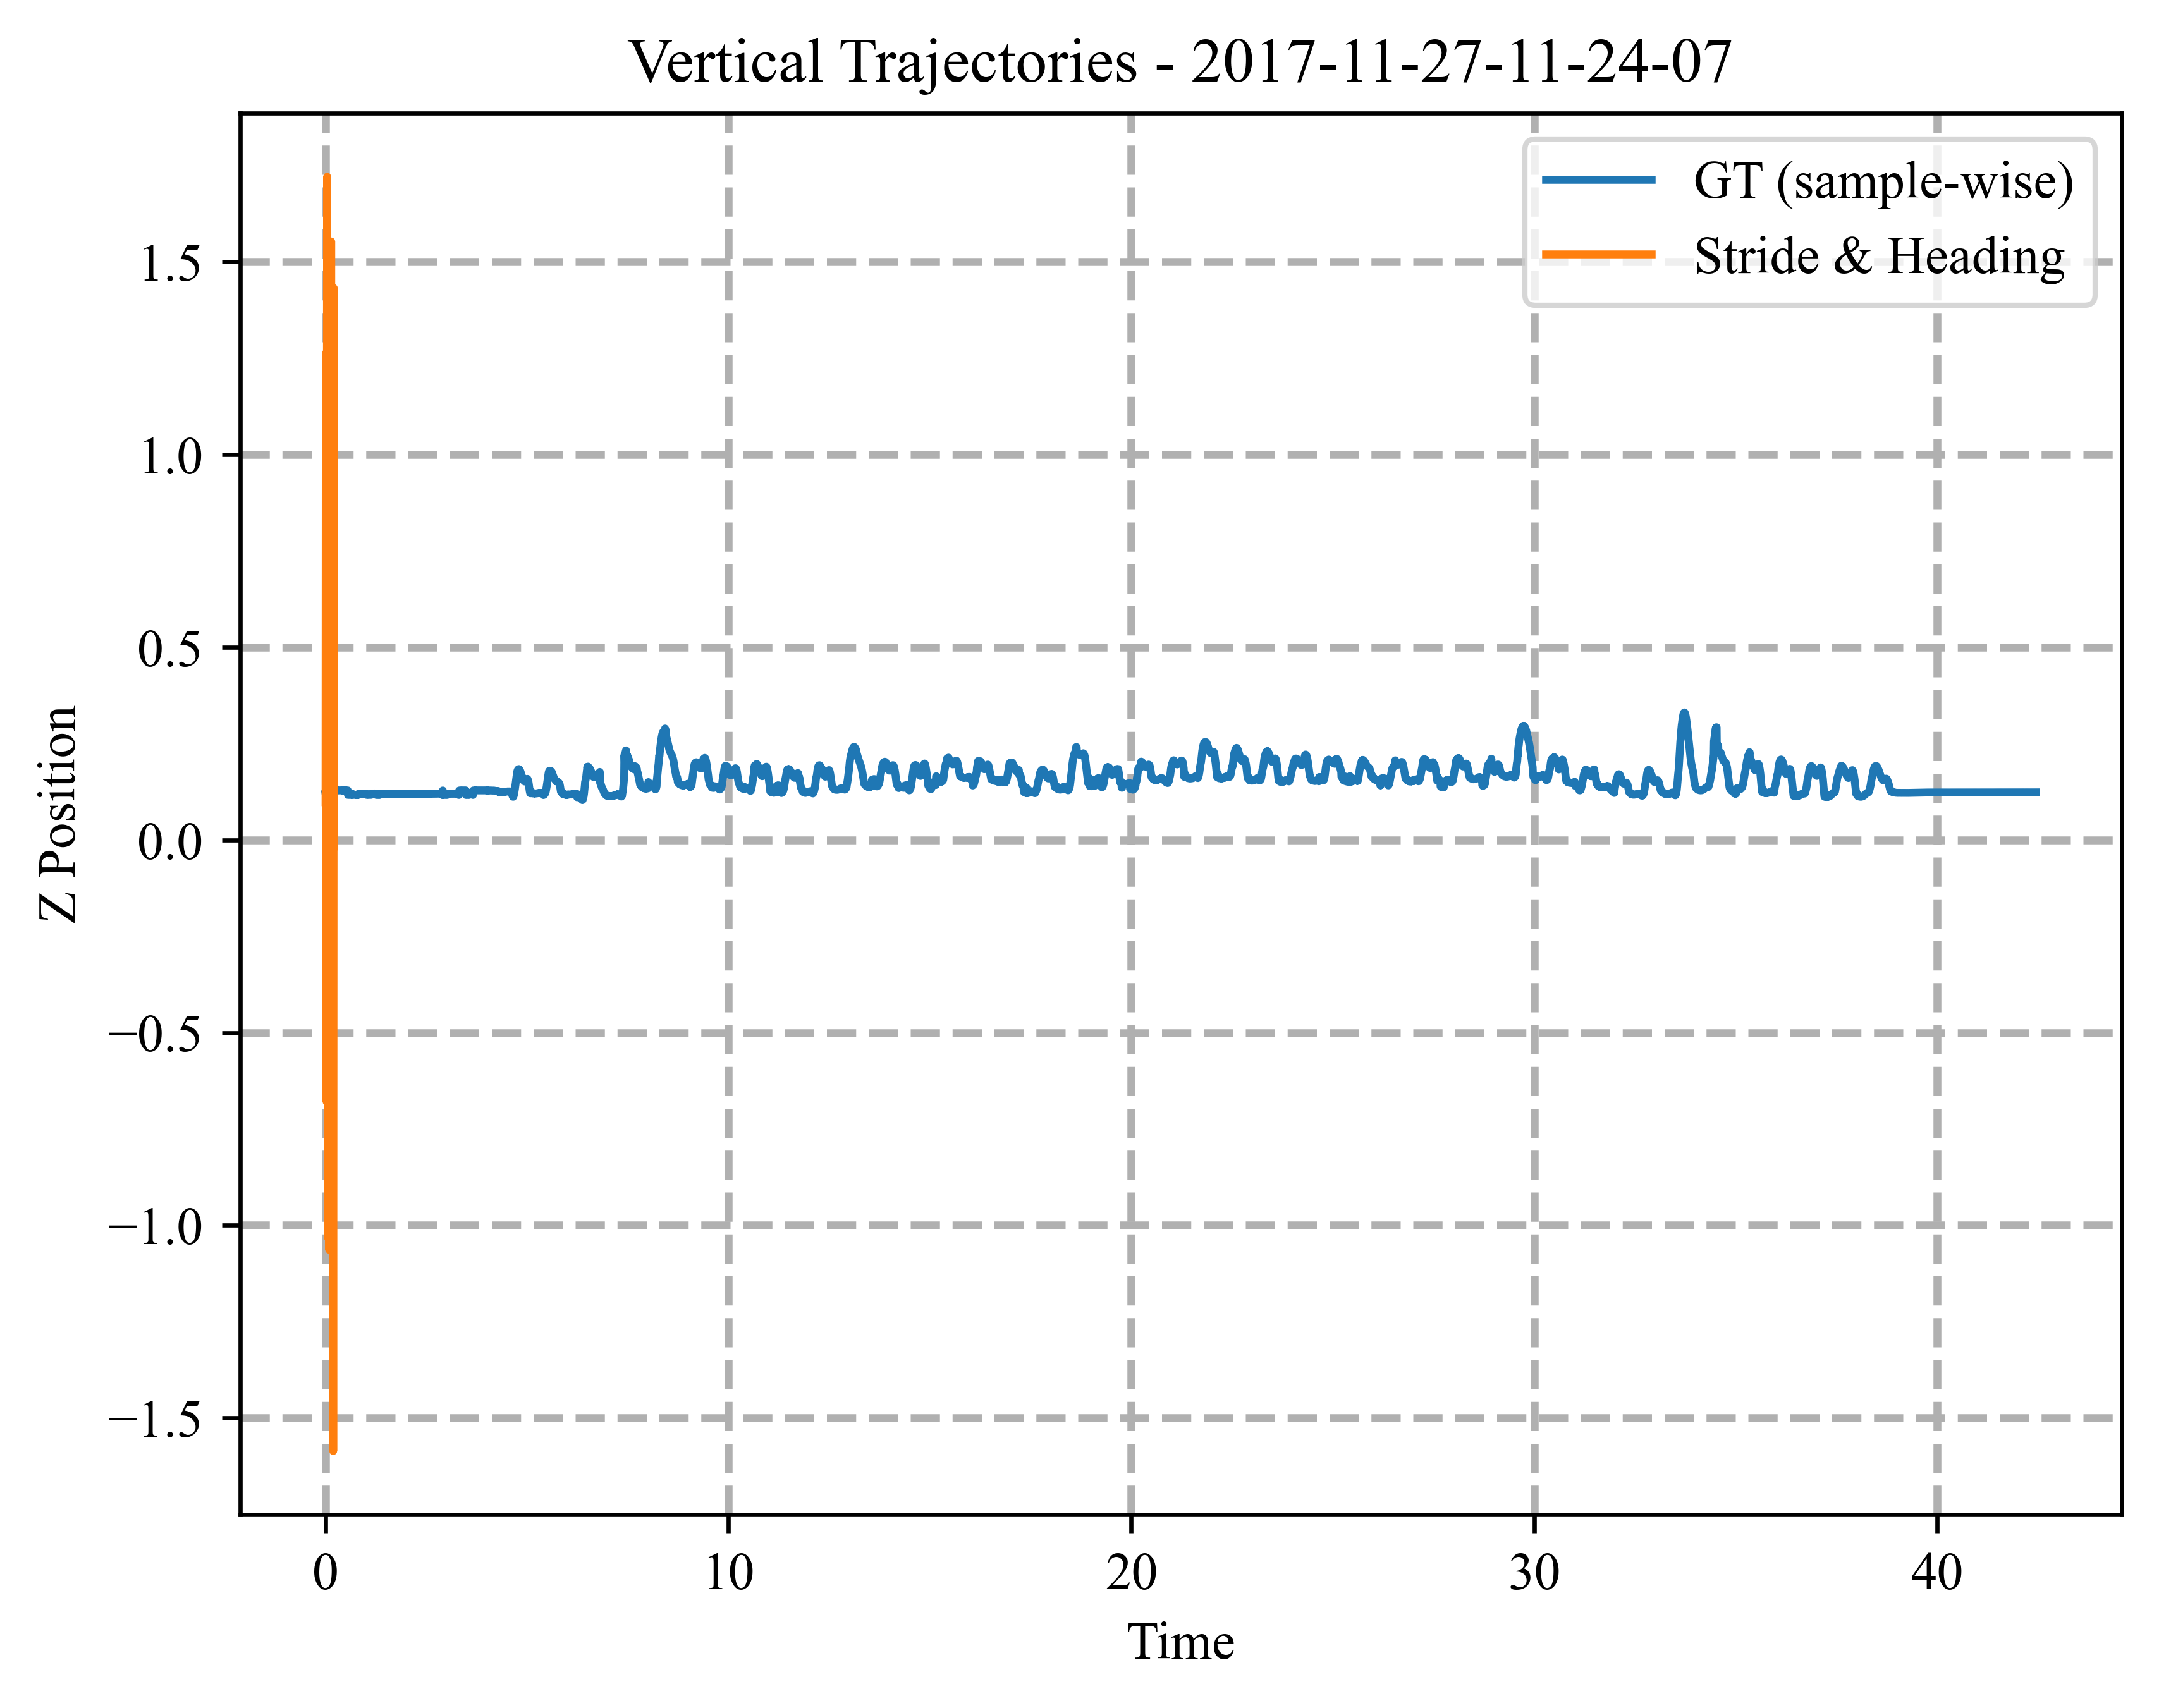 Vertical Trajectories - 2017-11-27-11-24-07
GT (sample-wise)
Stride & Heading
1.5
1.0
0.5
0.0
−0.5
−1.0
−1.5
Z Position
0 10 20 30 40
Time